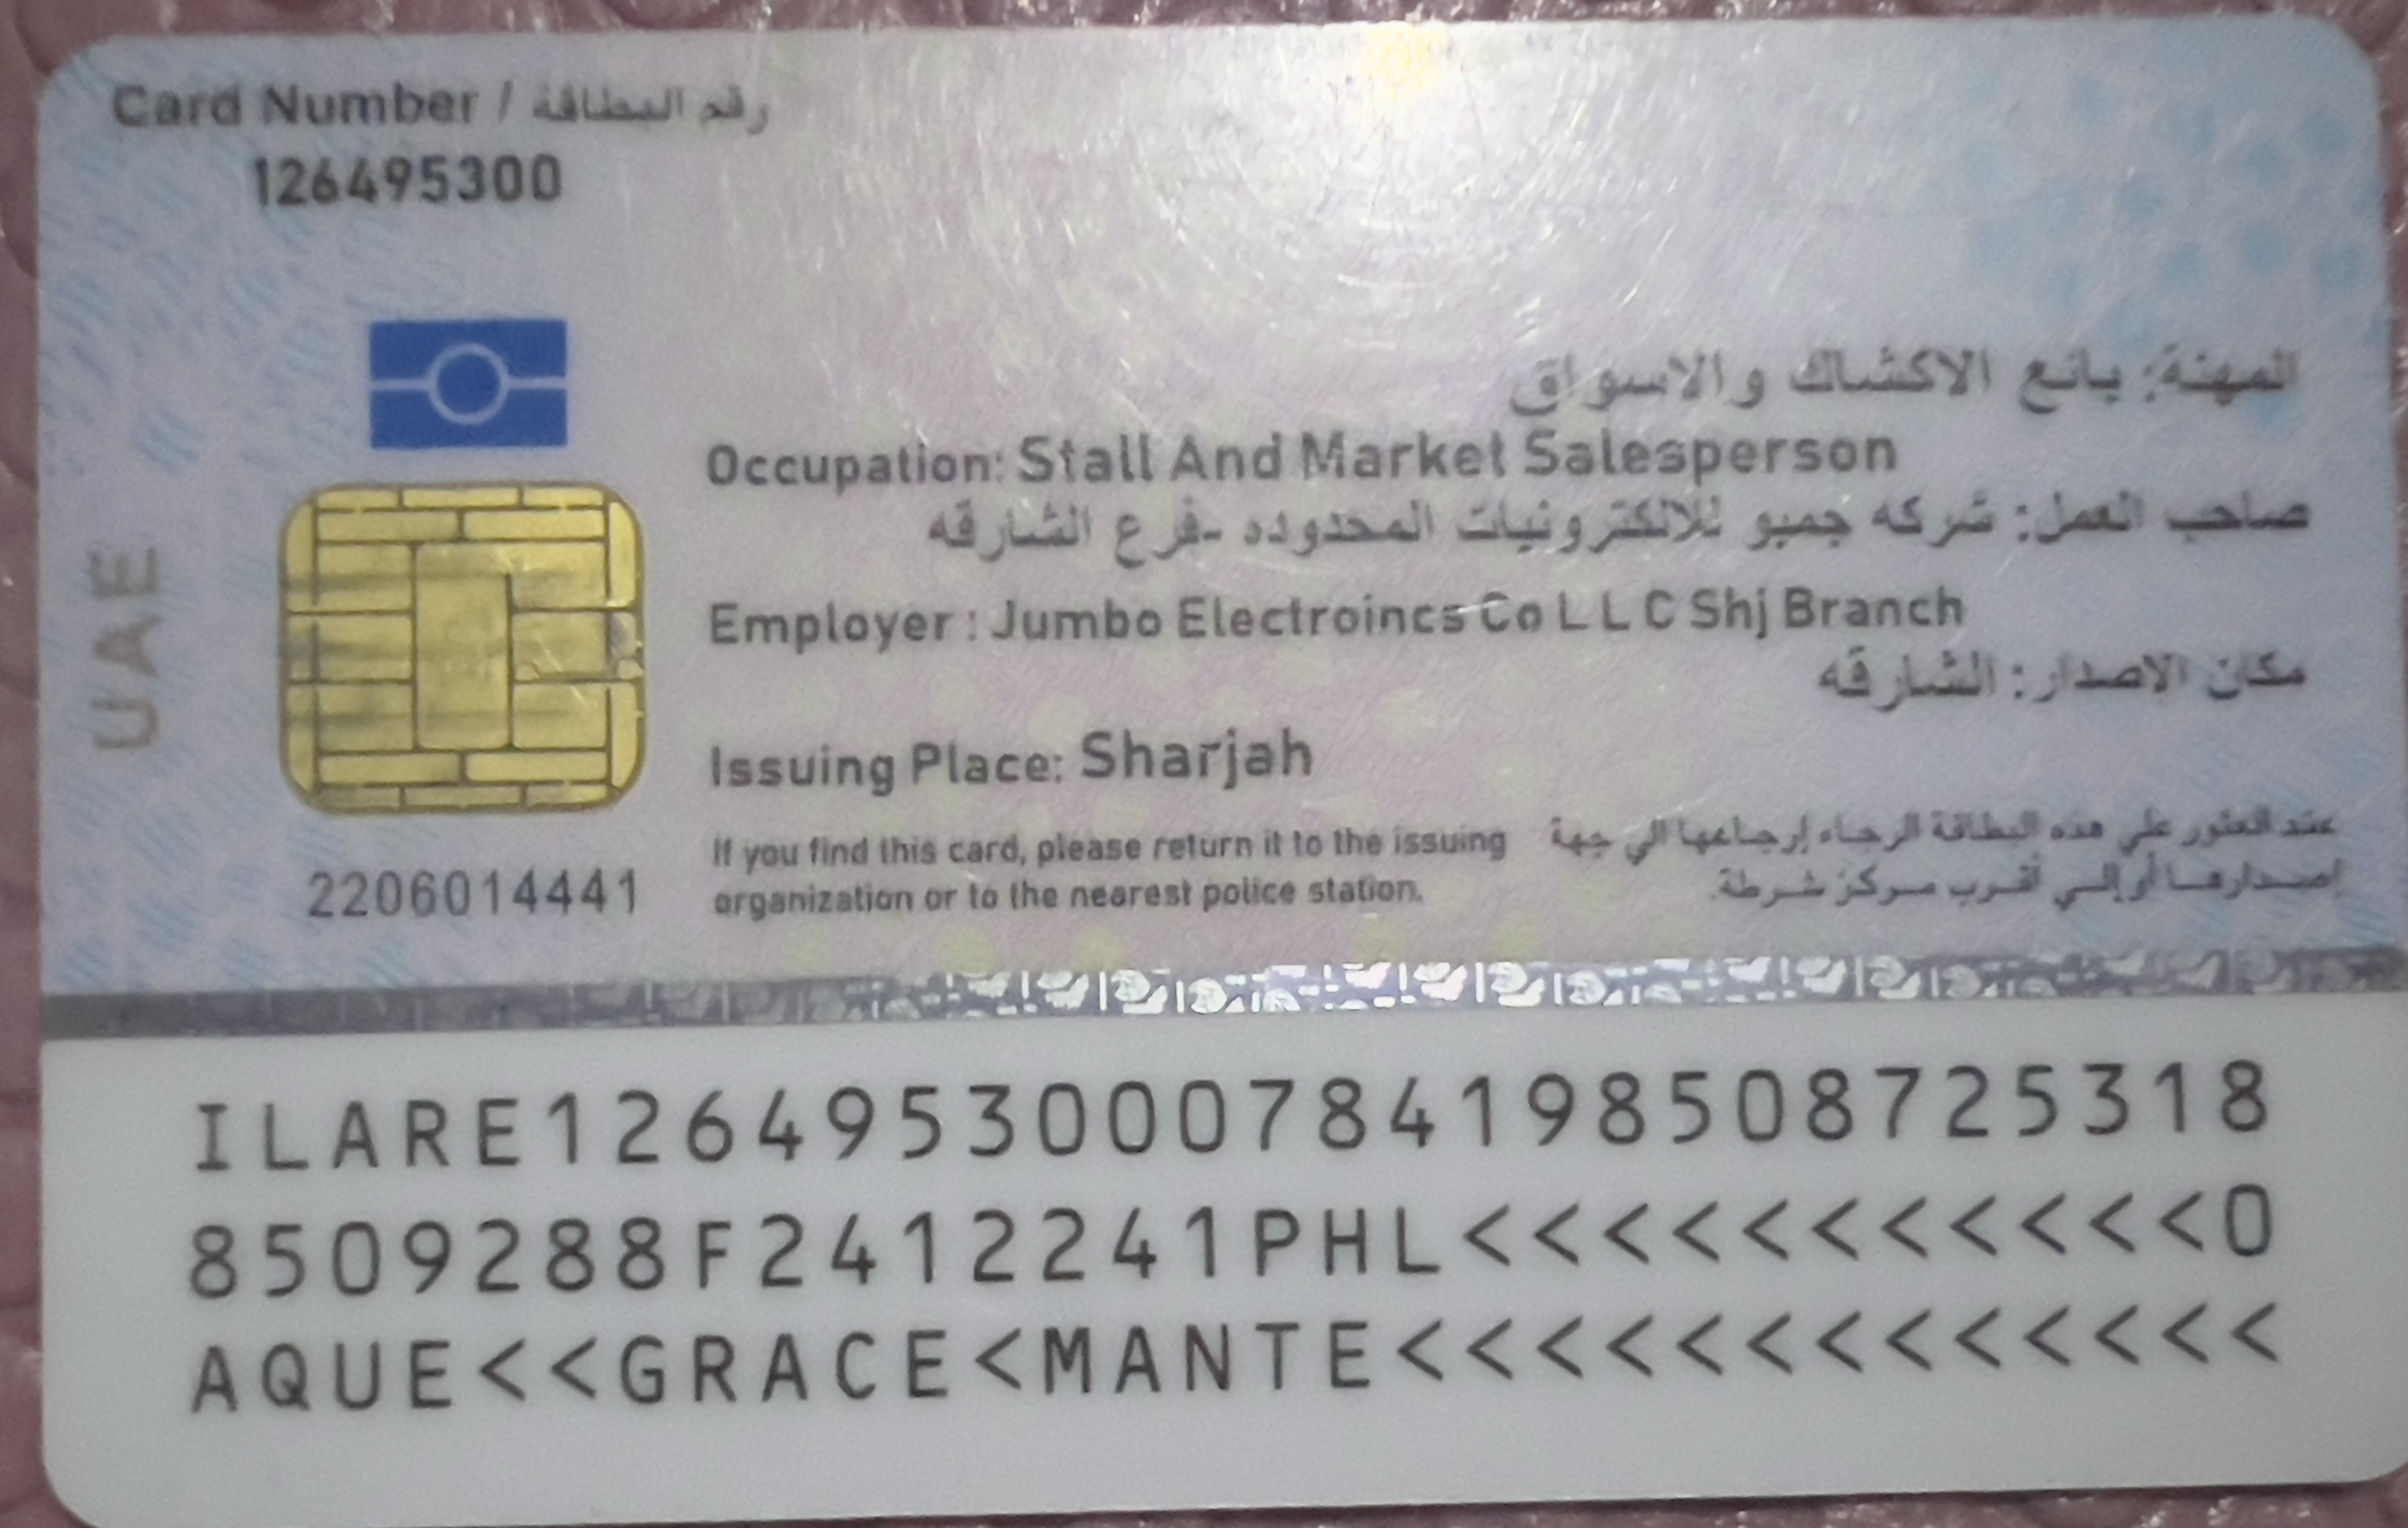 Card Number / رقم البطاقة
126495300
المهنة: بائع الاكشاك والاسواق
Occupation: Stall And Market Salesperson
صاحب العمل: شركه جمبو للالكترونيات المحدوده -فرع الشارقه
Employer : Jumbo Electroincs Co L L C Shj Branch
مكان الاصدار: الشارقه
Issuing Place: Sharjah
UAE
2206014441
If you find this card, please return it to the issuing
organization or to the nearest police station.
عند العثور علي هذه البطاقة الرجاء إرجاعها الي جهة
إصدارها أو إلي أقرب مركز شرطة.
ILARE1264953000784198508725318
8509288F2412241PHL<<<<<<<<<<<0
AQUE<<GRACE<MANTE<<<<<<<<<<<<<